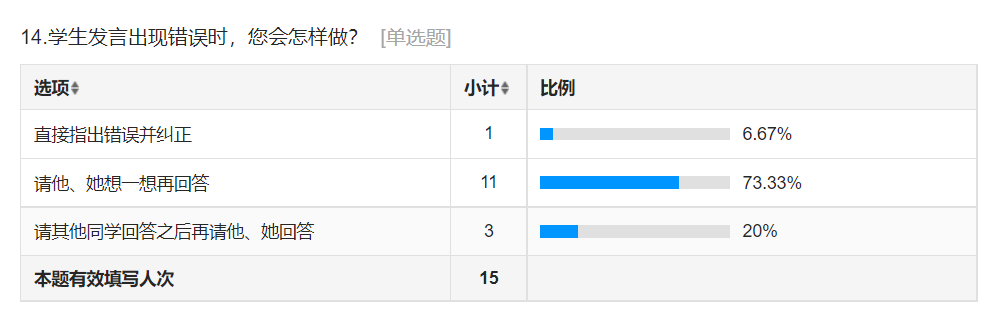 14.学生发言出现错误时，您会怎样做？ [单选题]
选项 小计 比例
直接指出错误并纠正 1 6.67%
请他、她想一想再回答 11 73.33%
请其他同学回答之后再请他、她回答 3 20%
本题有效填写人次 15